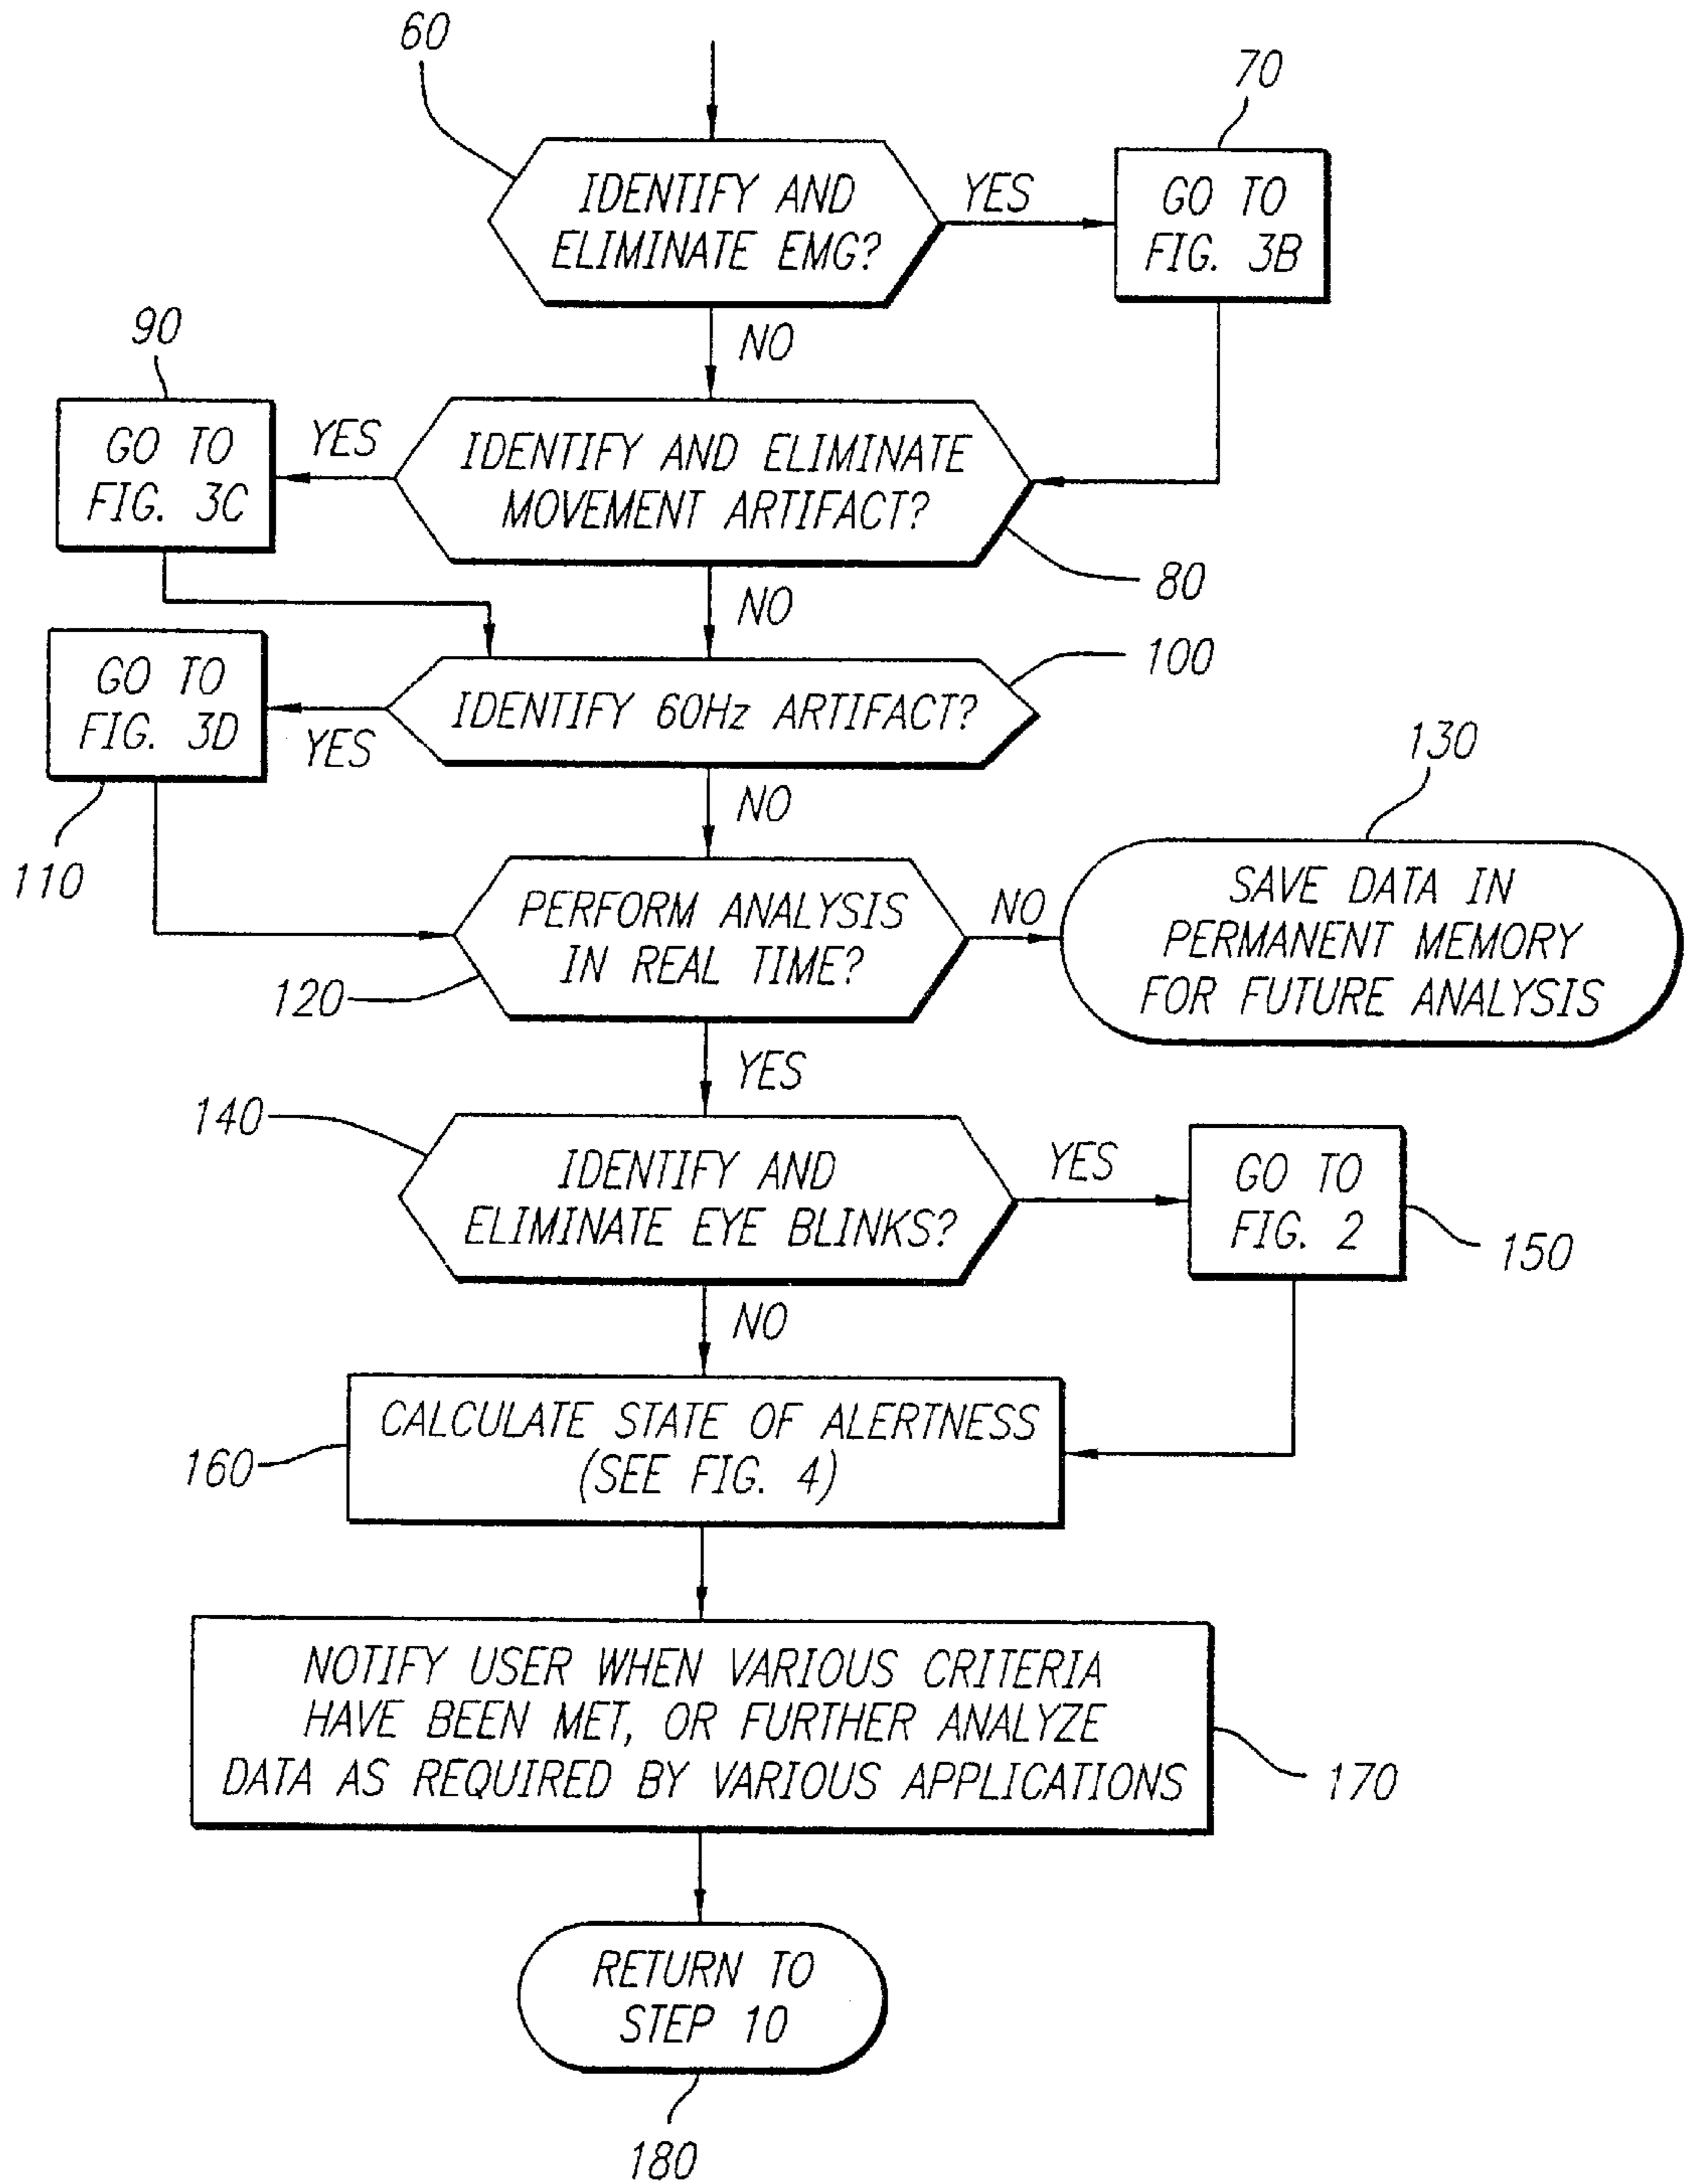 60
70
IDENTIFY AND
ELIMINATE EMG?
YES
GO TO
FIG. 3B
NO
90
GO TO
FIG. 3C
YES
IDENTIFY AND ELIMINATE
MOVEMENT ARTIFACT?
80
NO
GO TO
FIG. 3D
YES
IDENTIFY 60Hz ARTIFACT?
100
110
NO
130
PERFORM ANALYSIS
IN REAL TIME?
NO
SAVE DATA IN
PERMANENT MEMORY
FOR FUTURE ANALYSIS
120
YES
140
IDENTIFY AND
ELIMINATE EYE BLINKS?
YES
GO TO
FIG. 2
150
NO
CALCULATE STATE OF ALERTNESS
(SEE FIG. 4)
160
NOTIFY USER WHEN VARIOUS CRITERIA
HAVE BEEN MET, OR FURTHER ANALYZE
DATA AS REQUIRED BY VARIOUS APPLICATIONS
170
RETURN TO
STEP 10
180